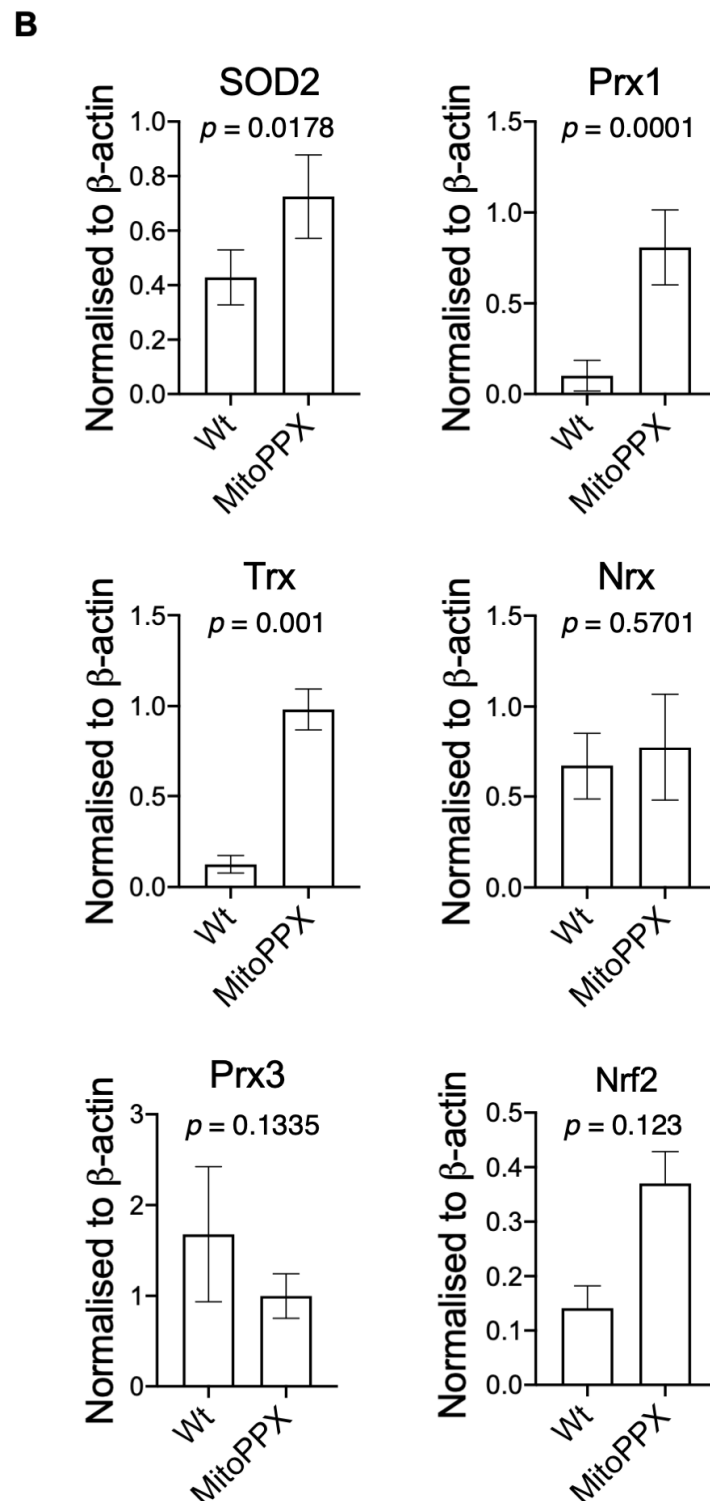 B
SOD2
p = 0.0178
Normalised to β-actin
1.0
0.8
0.6
0.4
0.2
0.0
Wt
MitoPPX
Prx1
p = 0.0001
Normalised to β-actin
1.5
1.0
0.5
0.0
Wt
MitoPPX
Trx
p = 0.001
Normalised to β-actin
1.5
1.0
0.5
0.0
Wt
MitoPPX
Nrx
p = 0.5701
Normalised to β-actin
1.5
1.0
0.5
0.0
Wt
MitoPPX
Prx3
p = 0.1335
Normalised to β-actin
3
2
1
0
Wt
MitoPPX
Nrf2
p = 0.123
Normalised to β-actin
0.5
0.4
0.3
0.2
0.1
0.0
Wt
MitoPPX